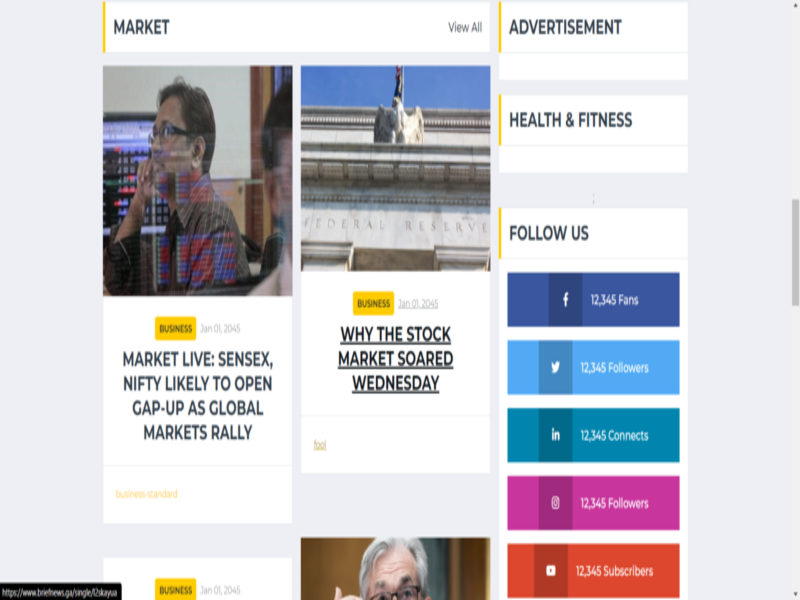 MARKET
View All
FEDERAL RESERVE
BUSINESS Jan 01, 2045
MARKET LIVE: SENSEX,
NIFTY LIKELY TO OPEN
GAP-UP AS GLOBAL
MARKETS RALLY
business-standard
BUSINESS Jan 01, 2045
WHY THE STOCK
MARKET SOARED
WEDNESDAY
fool
BUSINESS Jan 01, 2045
ADVERTISEMENT
HEALTH & FITNESS
;
FOLLOW US
12,345 Fans
12,345 Followers
12,345 Connects
12,345 Followers
12,345 Subscribers
https://www.briefnews.ga/single/l2skayua